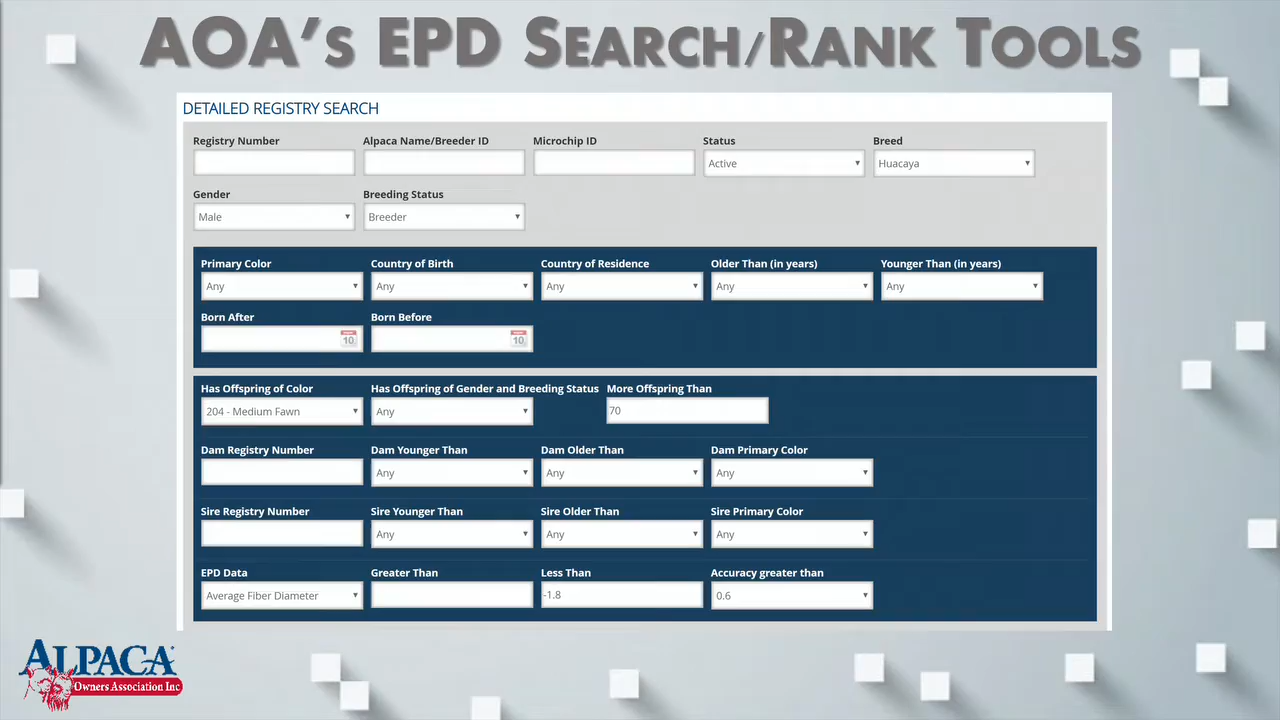 AOA's EPD SEARCH/RANK TOOLS
DETAILED REGISTRY SEARCH
Registry Number Alpaca Name/Breeder ID Microchip ID Status Breed
Active Huacaya
Gender Breeding Status
Male Breeder
Primary Color Country of Birth Country of Residence Older Than (in years) Younger Than (in years)
Any Any Any Any Any
Born After Born Before
10 10
Has Offspring of Color Has Offspring of Gender and Breeding Status More Offspring Than
204 - Medium Fawn Any 70
Dam Registry Number Dam Younger Than Dam Older Than Dam Primary Color
Any Any Any
Sire Registry Number Sire Younger Than Sire Older Than Sire Primary Color
Any Any Any
EPD Data Greater Than Less Than Accuracy greater than
Average Fiber Diameter -1.8 0.6
ALPACA
Owners Association Inc